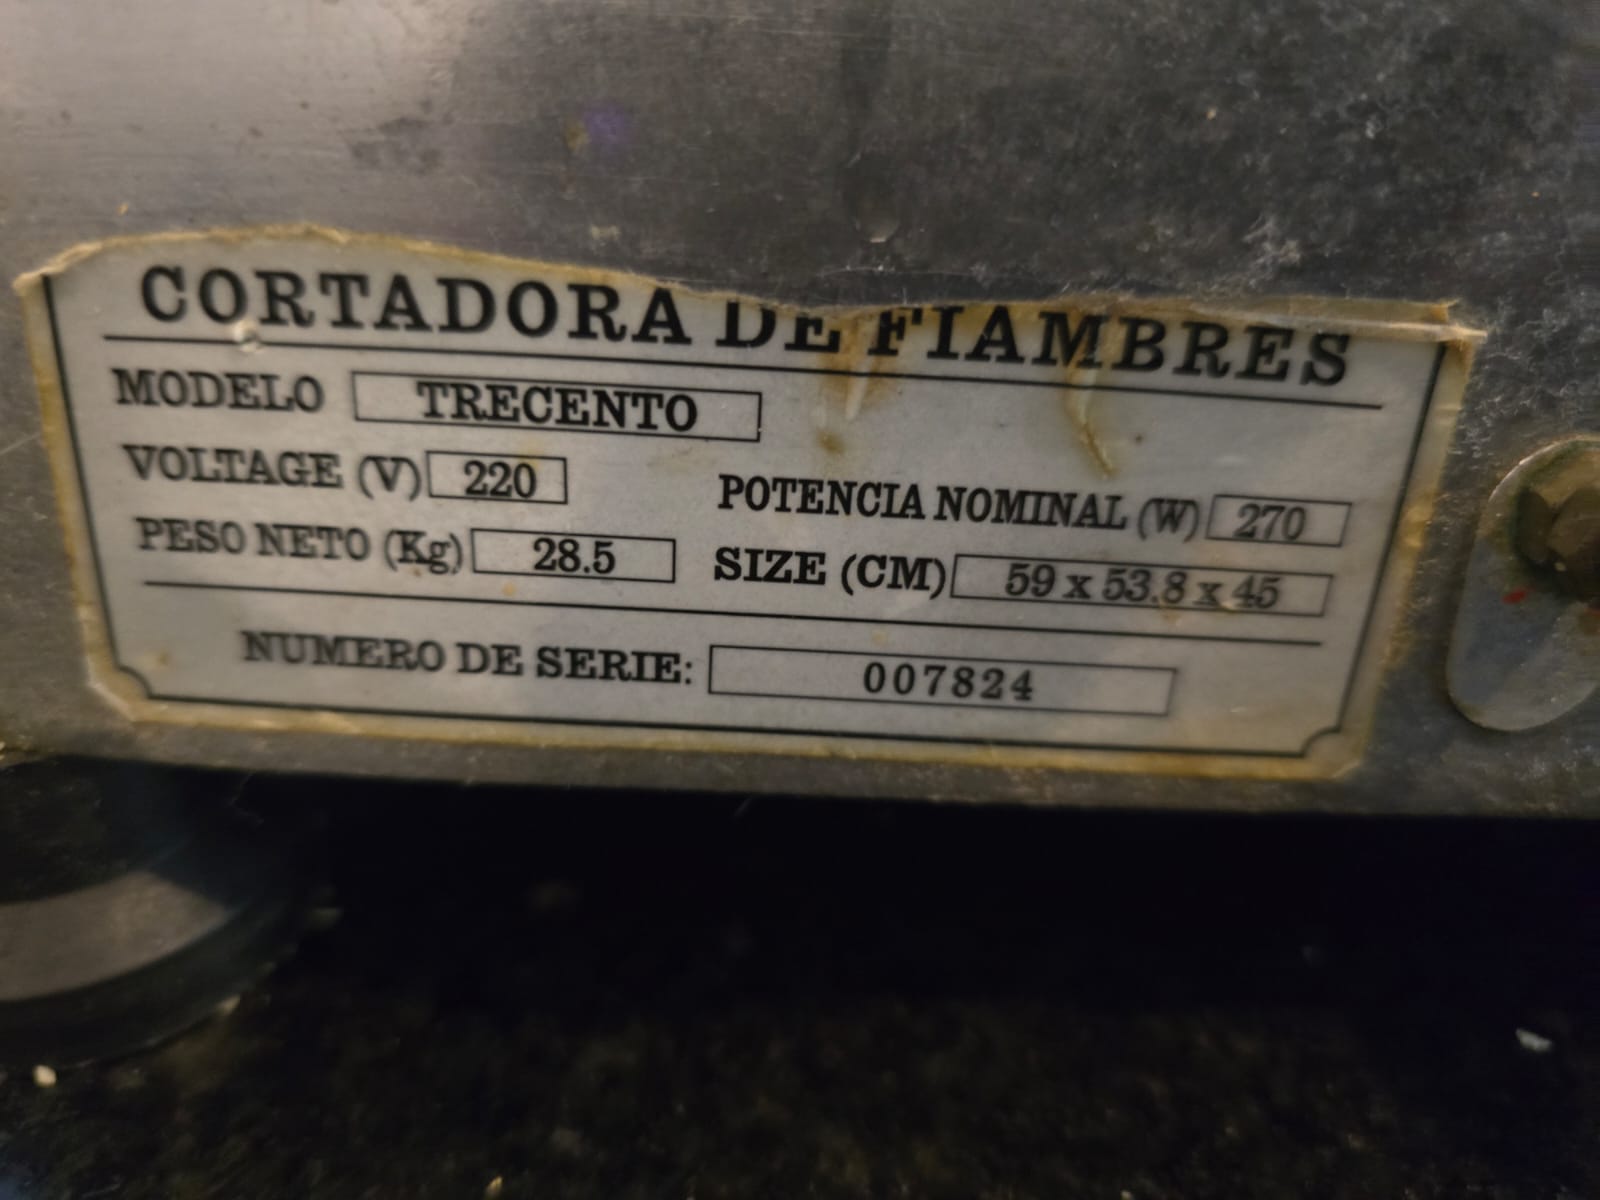 CORTADORA DE FIAMBRES
MODELO TRECENTO
VOLTAGE (V) 220 POTENCIA NOMINAL (W) 270
PESO NETO (Kg) 28.5 SIZE (CM) 59 x 53.8 x 45
NUMERO DE SERIE: 007824